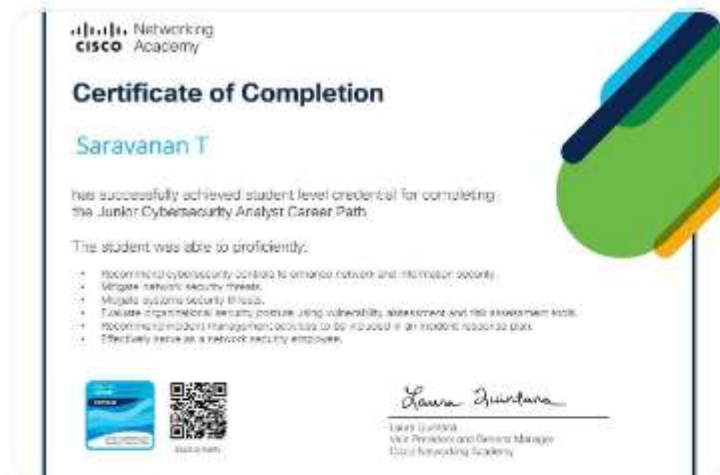 Networking
CISCO Academy
Certificate of Completion
Saravanan T
has successfully achieved student level credential for completing
the Junior Cybersecurity Analyst Career Path
The student was able to proficiently:
• Recommend cybersecurity controls to enhance network and information security.
• Mitigate network security threats.
• Mitigate systems security threats.
• Evaluate organizational security posture using vulnerability assessment and risk assessment tools.
• Recommend incident management activities to be included in an incident response plan.
• Effectively serve as a network security employee.
Laura Quintana
Laura Quintana
Vice President and General Manager
Cisco Networking Academy